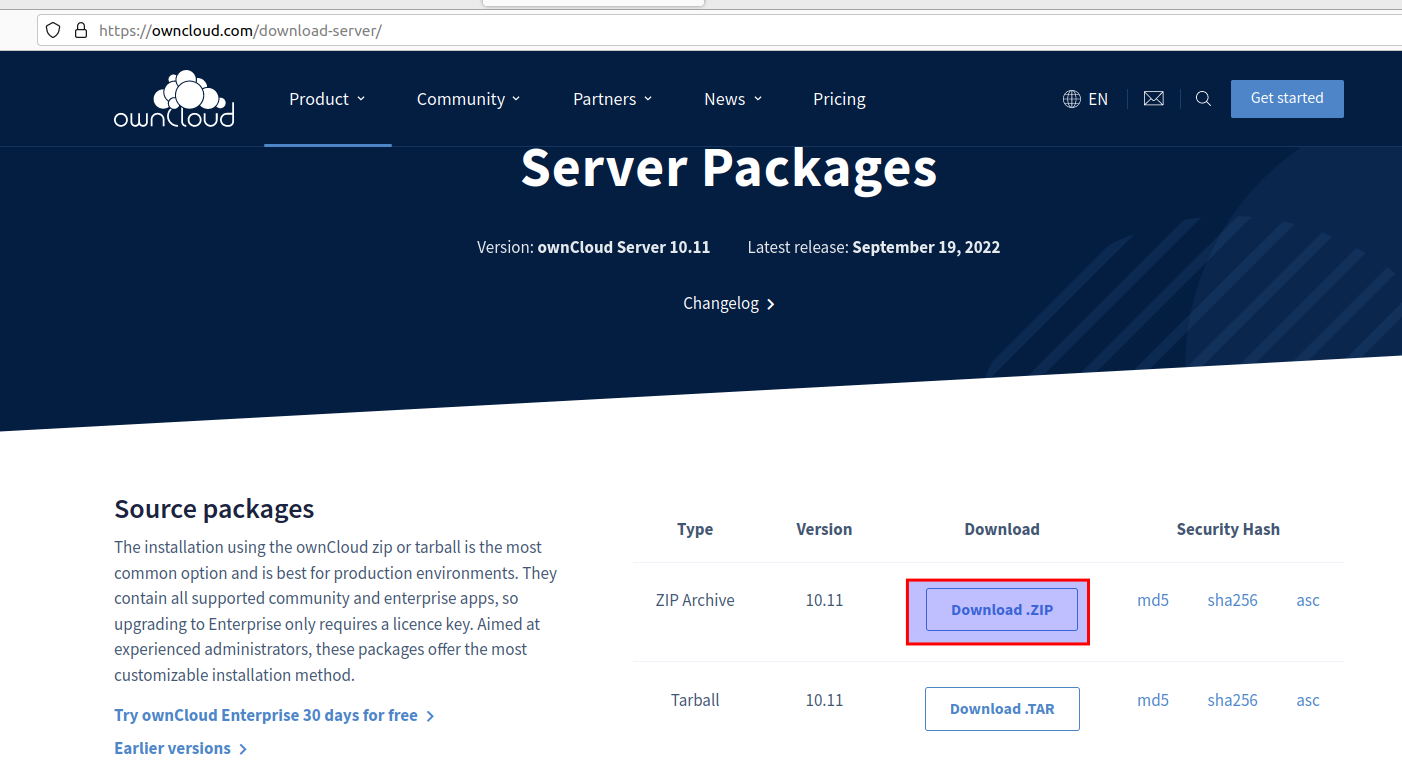 https://owncloud.com/download-server/
ownCloud
Product
Community
Partners
News
Pricing
EN
Get started
Server Packages
Version: ownCloud Server 10.11
Latest release: September 19, 2022
Changelog
Source packages
The installation using the ownCloud zip or tarball is the most
common option and is best for production environments. They
contain all supported community and enterprise apps, so
upgrading to Enterprise only requires a licence key. Aimed at
experienced administrators, these packages offer the most
customizable installation method.
Try ownCloud Enterprise 30 days for free
Earlier versions
Type Version Download Security Hash
ZIP Archive 10.11 Download .ZIP md5 sha256 asc
Tarball 10.11 Download .TAR md5 sha256 asc